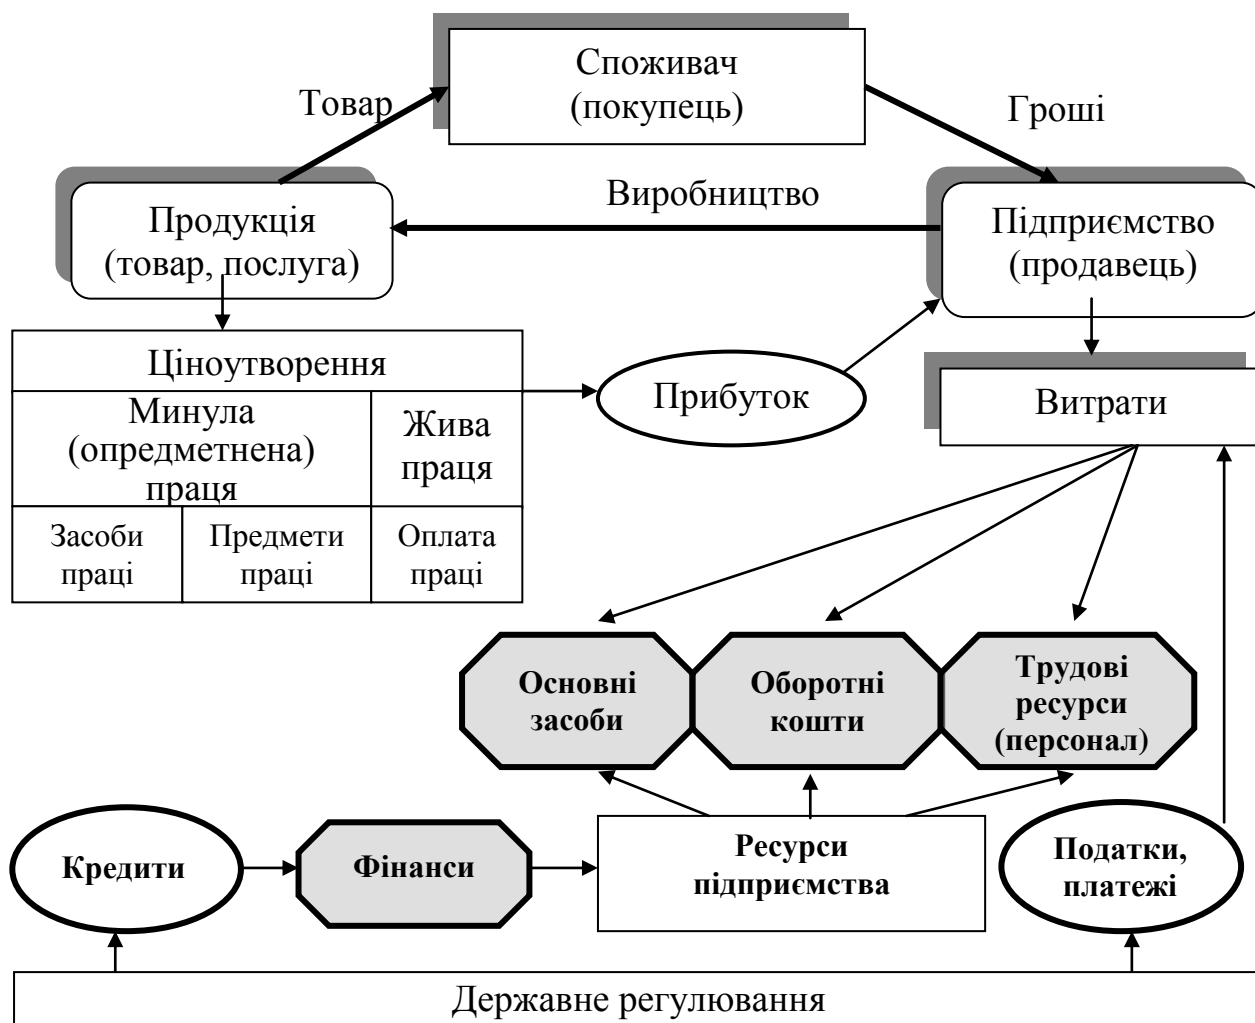 Споживач
(покупець)
Товар
Гроші
Виробництво
Продукція
(товар, послуга)
Підприємство
(продавець)
Ціноутворення
Минула
(опредметнена)
праця
Жива
праця
Прибуток
Витрати
Засоби
праці
Предмети
праці
Оплата
праці
Основні
засоби
Оборотні
кошти
Трудові
ресурси
(персонал)
Кредити
Фінанси
Ресурси
підприємства
Податки,
платежі
Державне регулювання